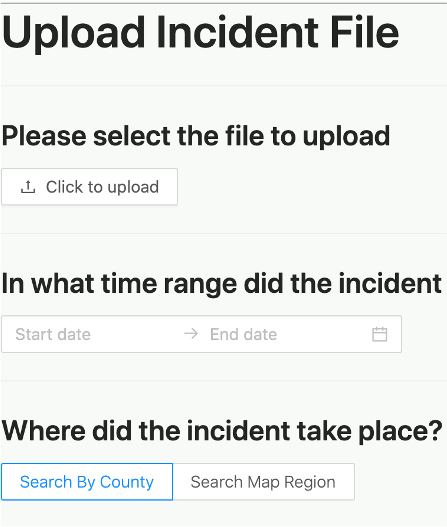 Upload Incident File
Please select the file to upload
Click to upload
In what time range did the incident
Start date → End date
Where did the incident take place?
Search By County Search Map Region